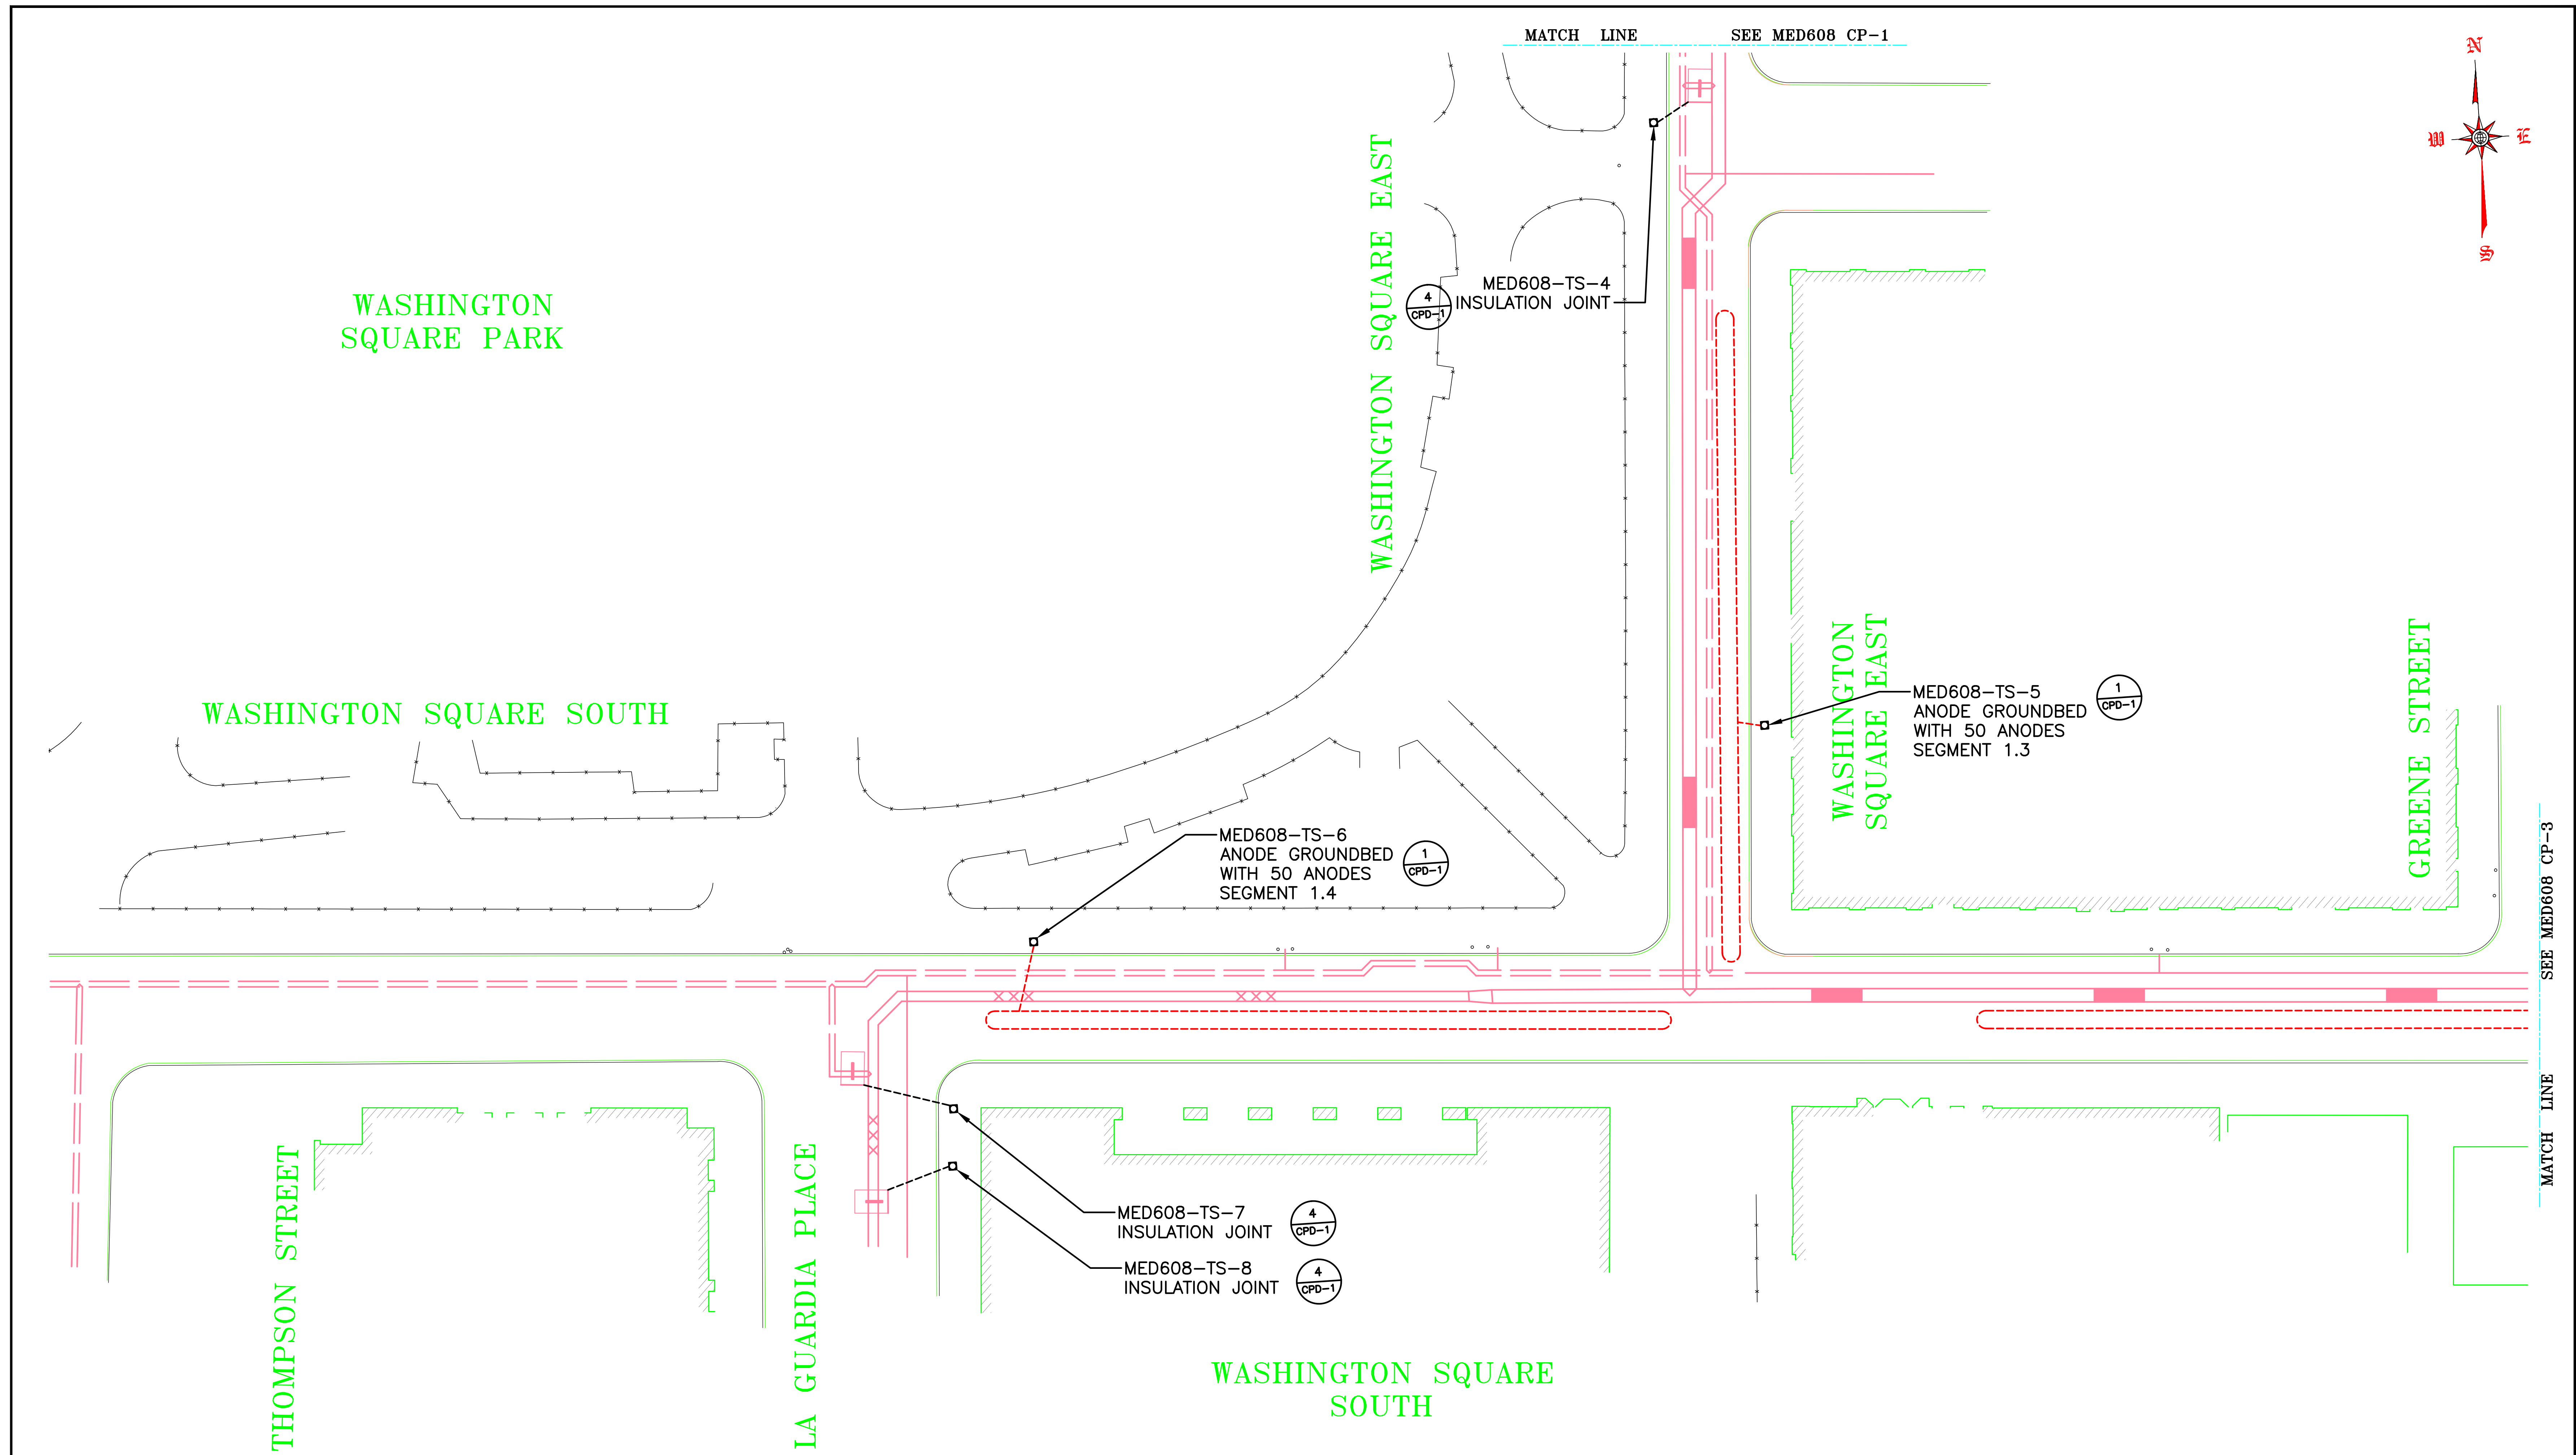 MATCH LINE SEE MED608 CP-1
N
W E
S
WASHINGTON
SQUARE PARK
WASHINGTON SQUARE EAST
MED608-TS-4
INSULATION JOINT
4
CPD-1
WASHINGTON SQUARE SOUTH
WASHINGTON
SQUARE EAST
MED608-TS-5
ANODE GROUNDBED
WITH 50 ANODES
SEGMENT 1.3
1
CPD-1
GREENE STREET
MED608-TS-6
ANODE GROUNDBED
WITH 50 ANODES
SEGMENT 1.4
1
CPD-1
MATCH LINE SEE MED608 CP-3
THOMPSON STREET
LA GUARDIA PLACE
MED608-TS-7
INSULATION JOINT
4
CPD-1
MED608-TS-8
INSULATION JOINT
4
CPD-1
WASHINGTON SQUARE
SOUTH